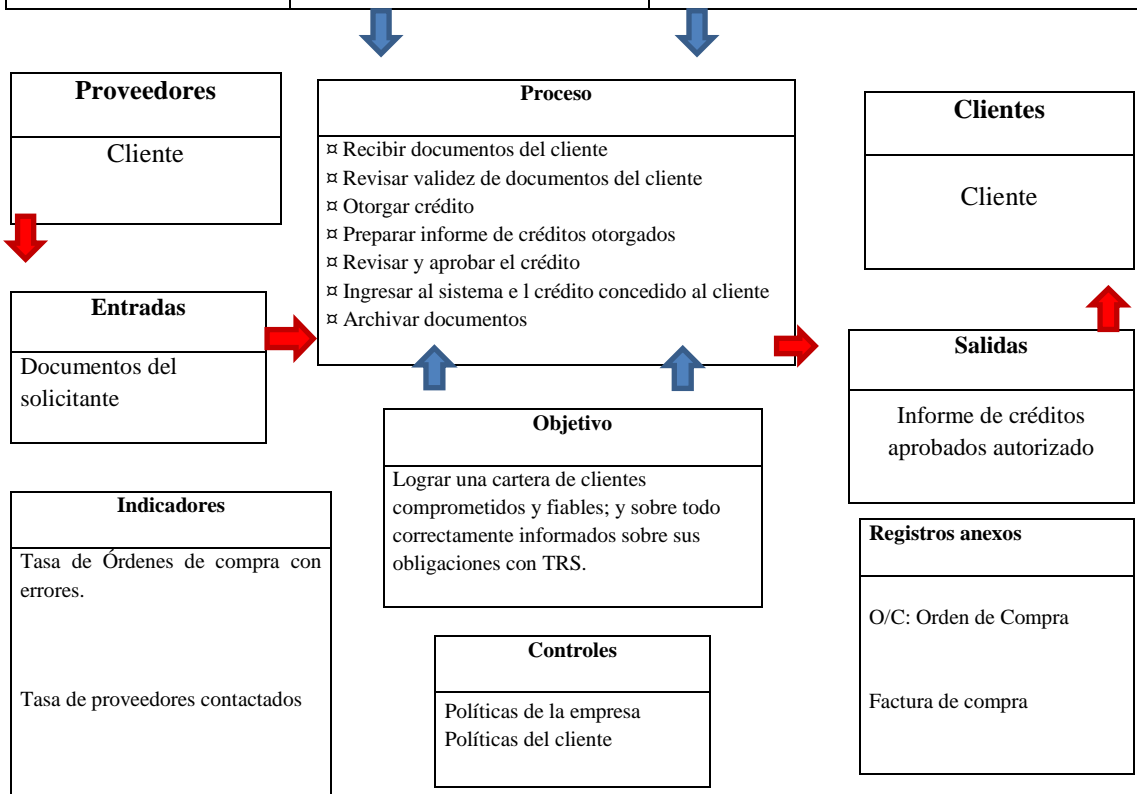 Proveedores
Cliente
Proceso
¤ Recibir documentos del cliente
¤ Revisar validez de documentos del cliente
¤ Otorgar crédito
¤ Preparar informe de créditos otorgados
¤ Revisar y aprobar el crédito
¤ Ingresar al sistema e l crédito concedido al cliente
¤ Archivar documentos
Clientes
Cliente
Entradas
Documentos del
solicitante
Salidas
Informe de créditos
aprobados autorizado
Objetivo
Lograr una cartera de clientes
comprometidos y fiables; y sobre todo
correctamente informados sobre sus
obligaciones con TRS.
Indicadores
Tasa de Órdenes de compra con
errores.
Tasa de proveedores contactados
Controles
Políticas de la empresa
Políticas del cliente
Registros anexos
O/C: Orden de Compra
Factura de compra